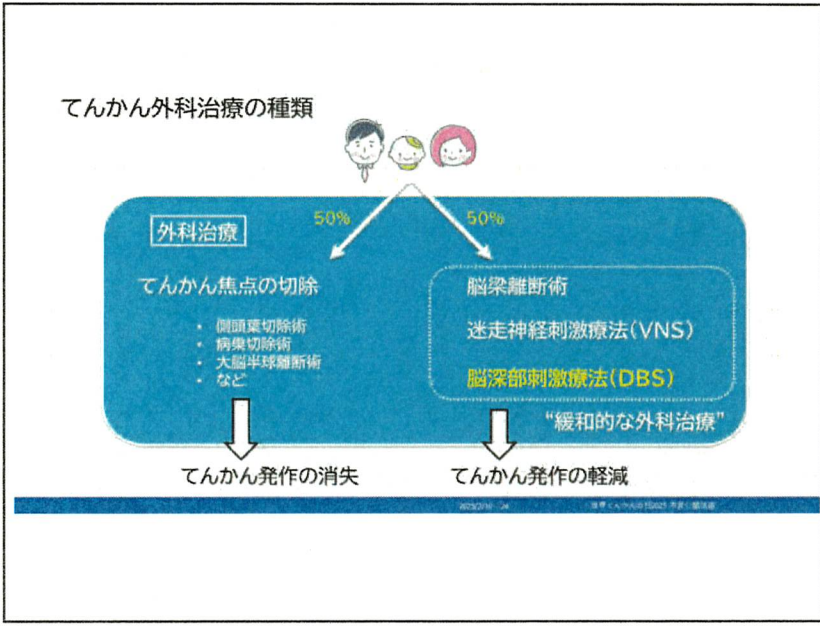 てんかん外科治療の種類
50%
50%
外科治療
てんかん焦点の切除
• 側頭葉切除術
• 病巣切除術
• 大脳半球離断術
• など
脳梁離断術
迷走神経刺激療法(VNS)
脳深部刺激療法(DBS)
“緩和的な外科治療”
てんかん発作の消失
てんかん発作の軽減